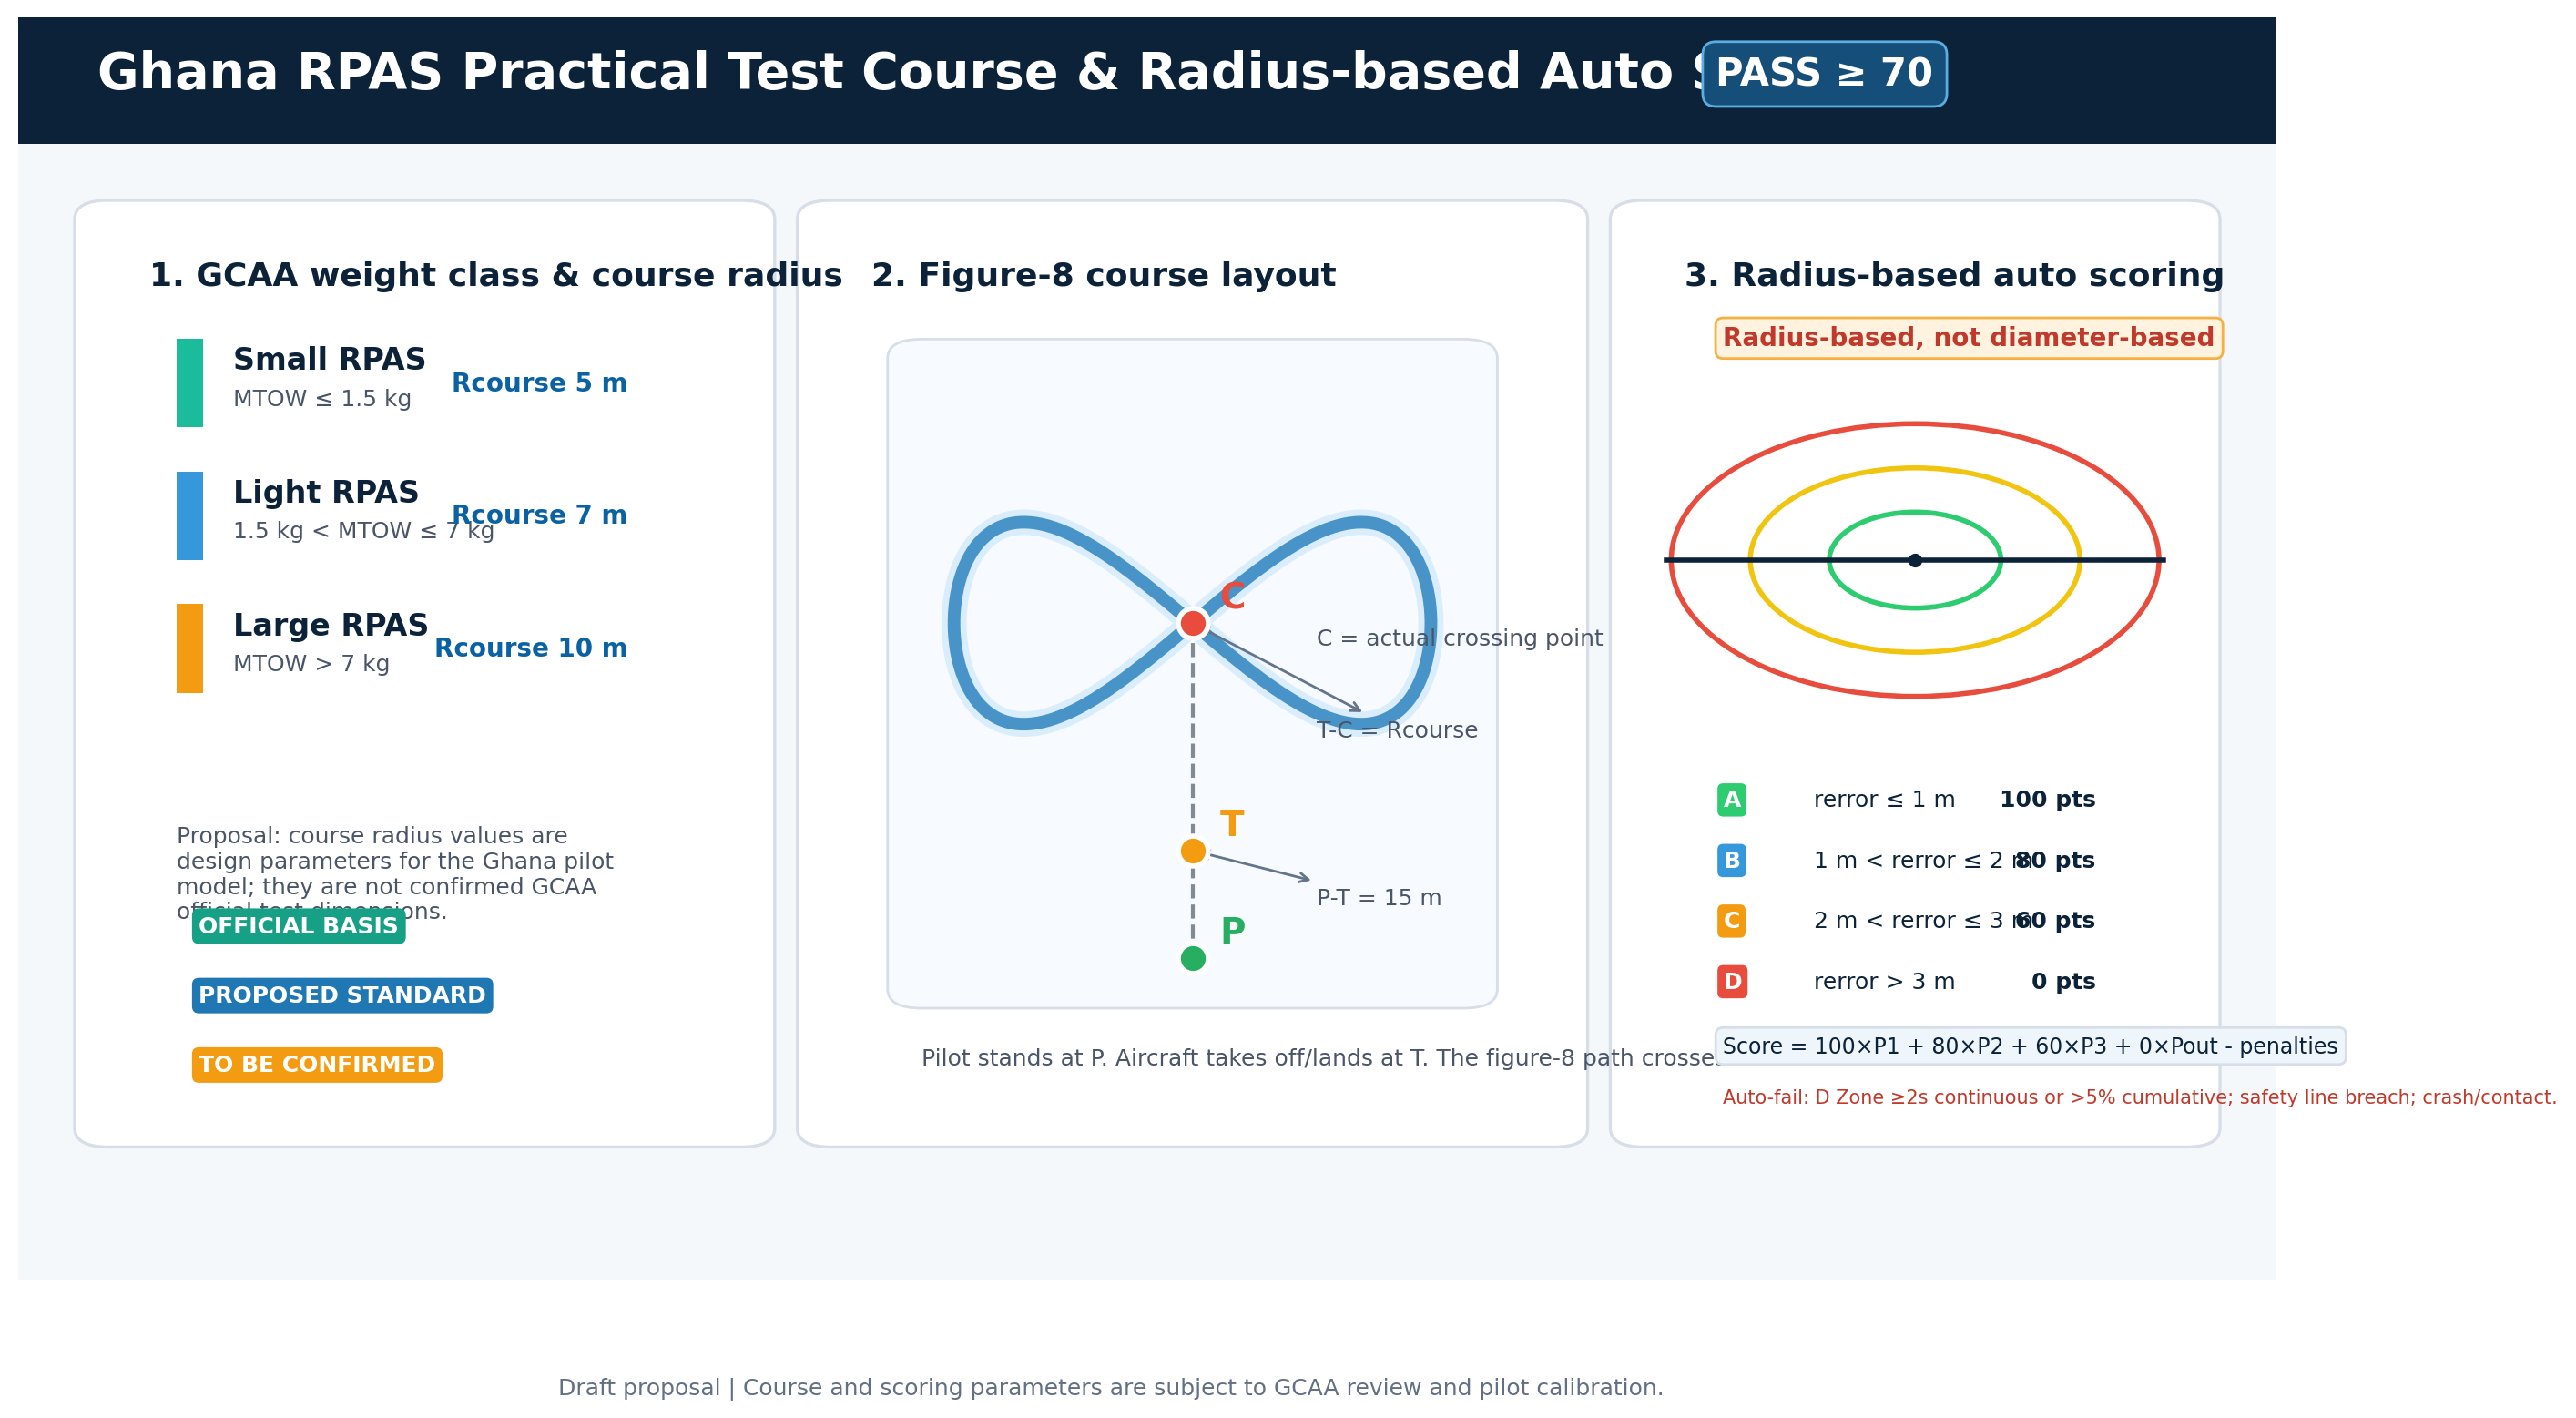 Ghana RPAS Practical Test Course & Radius-based Auto
PASS ≥ 70
1. GCAA weight class & course radius
Small RPAS
MTOW ≤ 1.5 kg
Rcourse 5 m
Light RPAS
1.5 kg < MTOW ≤ 7 kg
Rcourse 7 m
Large RPAS
MTOW > 7 kg
Rcourse 10 m
Proposal: course radius values are
design parameters for the Ghana pilot
model; they are not confirmed GCAA
official test dimensions.
OFFICIAL BASIS
PROPOSED STANDARD
TO BE CONFIRMED
2. Figure-8 course layout
C
C = actual crossing point
T-C = Rcourse
T
P-T = 15 m
P
Pilot stands at P. Aircraft takes off/lands at T. The figure-8 path
3. Radius-based auto scoring
Radius-based, not diameter-based
A rerror ≤ 1 m 100 pts
B 1 m < rerror ≤ 2 m 80 pts
C 2 m < rerror ≤ 3 m 60 pts
D rerror > 3 m 0 pts
Score = 100×P1 + 80×P2 + 60×P3 + 0×Pout - penalties
Auto-fail: D Zone ≥2s continuous or >5% cumulative; safety line breach; crash/contact.
Draft proposal | Course and scoring parameters are subject to GCAA review and pilot calibration.